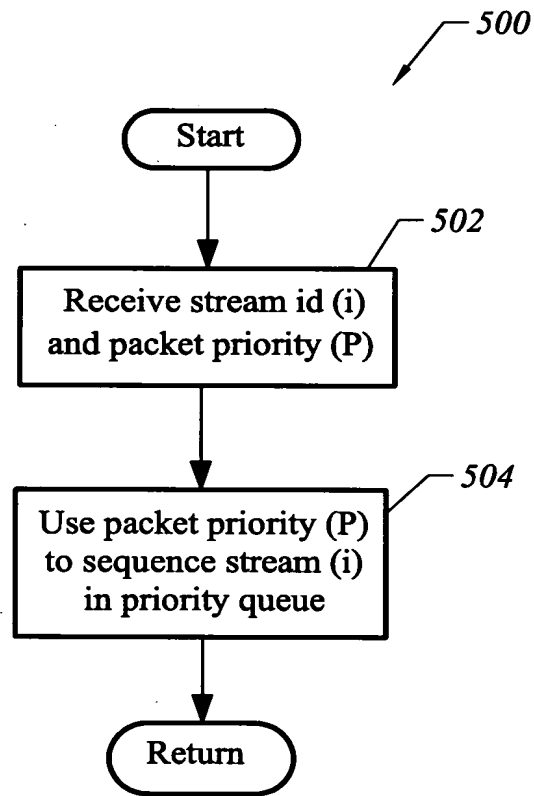 500
Start
502
Receive stream id (i)
and packet priority (P)
504
Use packet priority (P)
to sequence stream (i)
in priority queue
Return